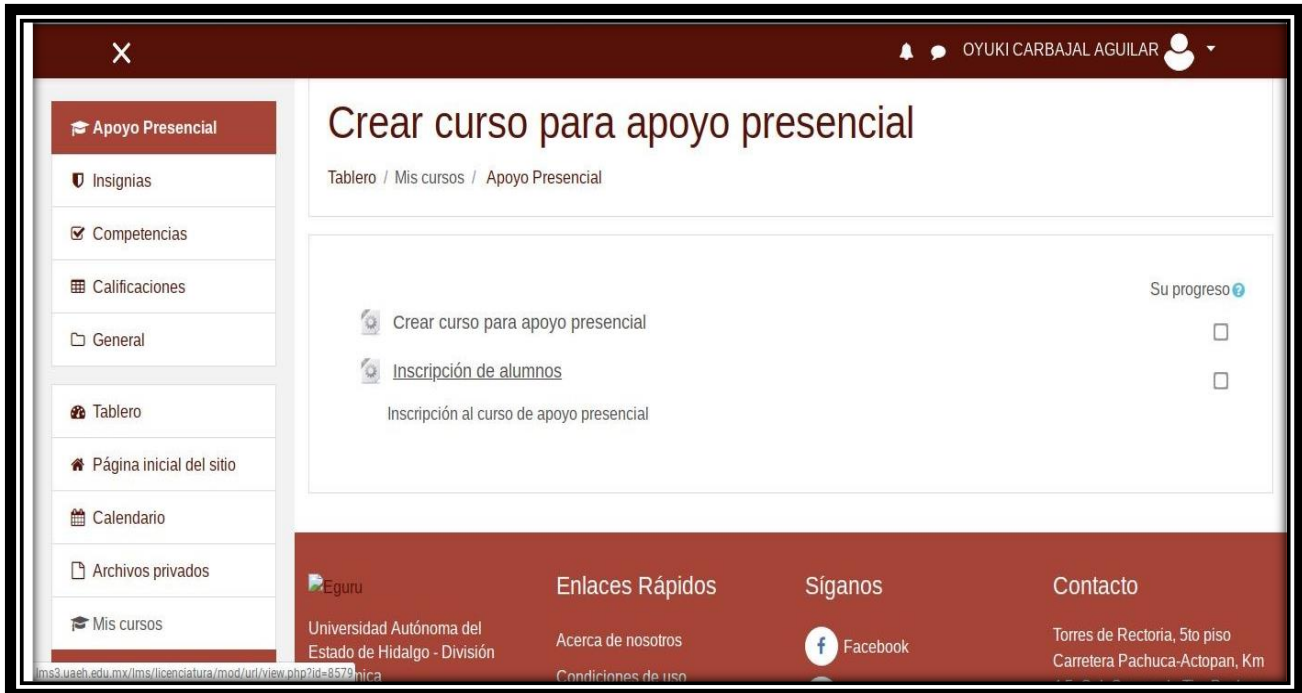 OYUKI CARBAJAL AGUILAR
Apoyo Presencial
Insignias
Competencias
Calificaciones
General
Tablero
Página inicial del sitio
Calendario
Archivos privados
Mis cursos
lms3.uaeh.edu.mx/lms/licenciatura/mod/url/view.php?id=8579
Crear curso para apoyo presencial
Tablero / Mis cursos / Apoyo Presencial
Su progreso
Crear curso para apoyo presencial
Inscripción de alumnos
Inscripción al curso de apoyo presencial
Eguru
Universidad Autónoma del
Estado de Hidalgo - División
Enlaces Rápidos
Acerca de nosotros
Condiciones de uso
Síganos
Facebook
Contacto
Torres de Rectoria, 5to piso
Carretera Pachuca-Actopan, Km